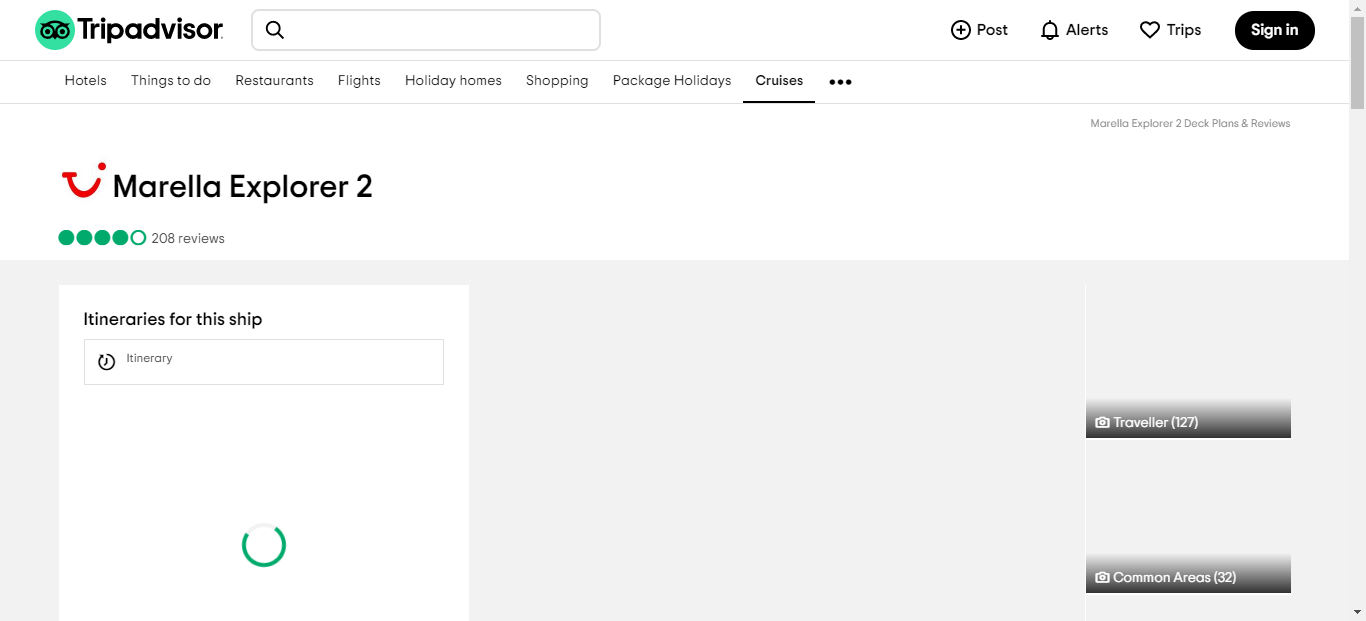 Tripadvisor
Post
Alerts
Trips
Sign in
Hotels
Things to do
Restaurants
Flights
Holiday homes
Shopping
Package Holidays
Cruises
Marella Explorer 2 Deck Plans & Reviews
Marella Explorer 2
208 reviews
Itineraries for this ship
Itinerary
Traveller (127)
Common Areas (32)